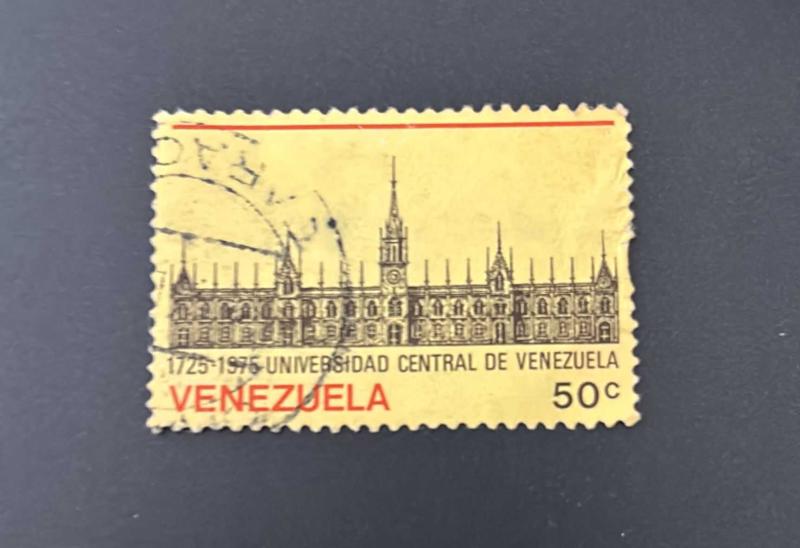 1725-1975 UNIVERSIDAD CENTRAL DE VENEZUELA
VENEZUELA 50c